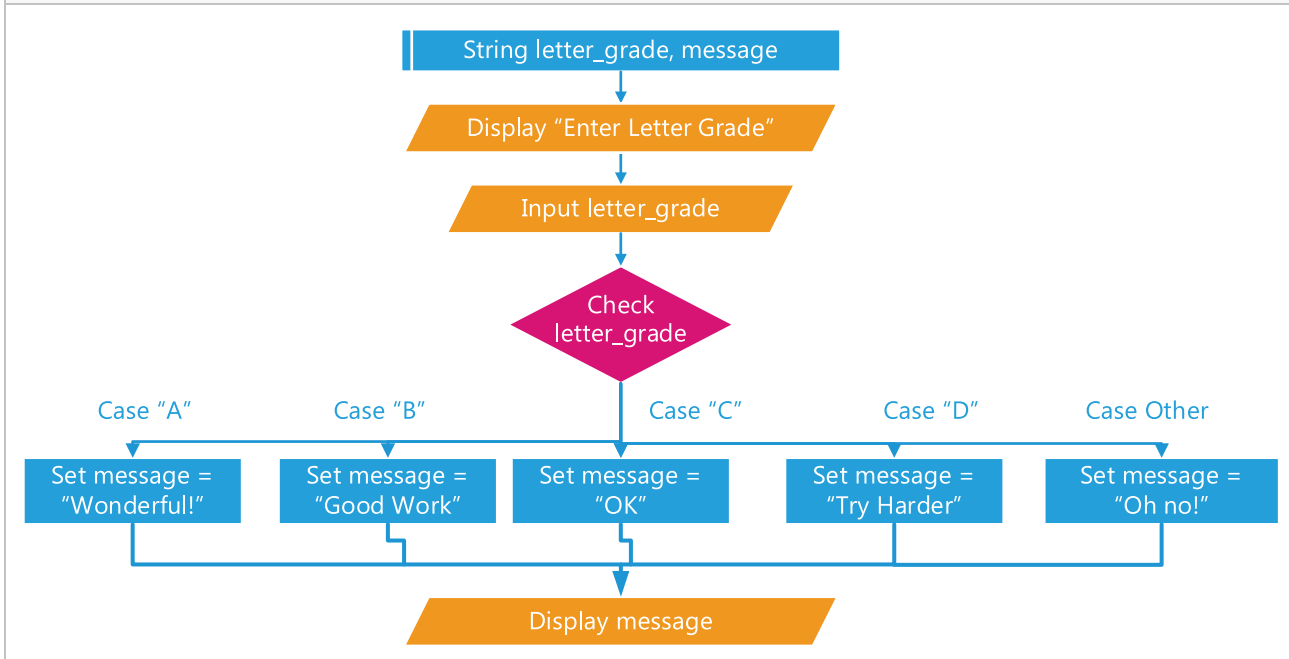 String letter_grade, message
Display “Enter Letter Grade”
Input letter_grade
Check
letter_grade
Case “A”
Case “B”
Case “C”
Case “D”
Case Other
Set message =
“Wonderful!”
Set message =
“Good Work”
Set message =
“OK”
Set message =
“Try Harder”
Set message =
“Oh no!”
Display message